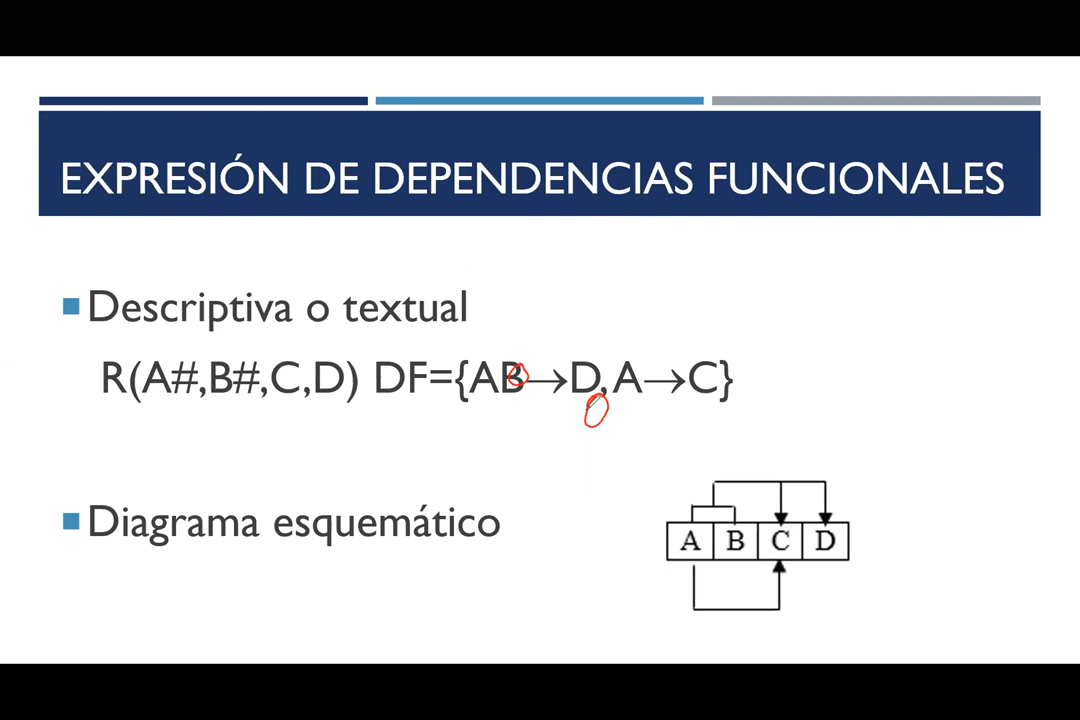 EXPRESIÓN DE DEPENDENCIAS FUNCIONALES
Descriptiva o textual
R(A#,B#,C,D) DF={AB→D,A→C}
Diagrama esquemático
A B C D